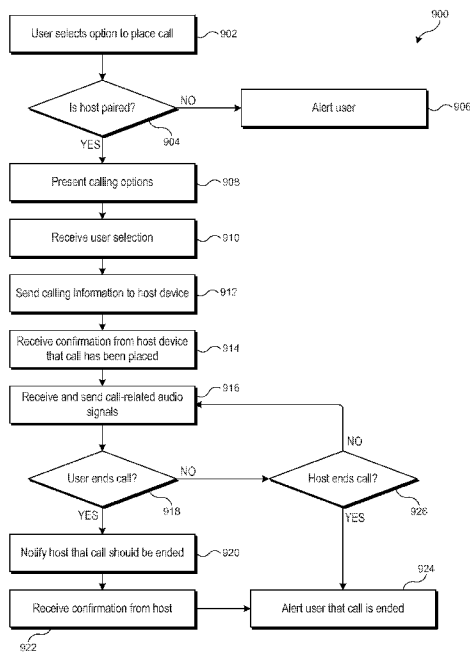 900
User selects option to place call
902
Is host paired?
NO
904
YES
Alert user
906
Present calling options
908
Receive user selection
910
Send calling information to host device
912
Receive confirmation from host device
that call has been placed
914
Receive and send call-related audio
signals
916
User ends call?
NO
918
YES
Host ends call?
NO
926
YES
Notify host that call should be ended
920
Receive confirmation from host
922
Alert user that call is ended
924